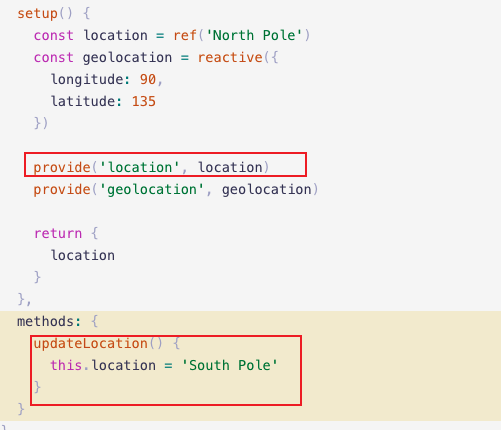 setup() {
const location = ref('North Pole')
const geolocation = reactive({
longitude: 90,
latitude: 135
})
provide('location', location)
provide('geolocation', geolocation)
return {
location
}
},
methods: {
updateLocation() {
this.location = 'South Pole'
}
}
}